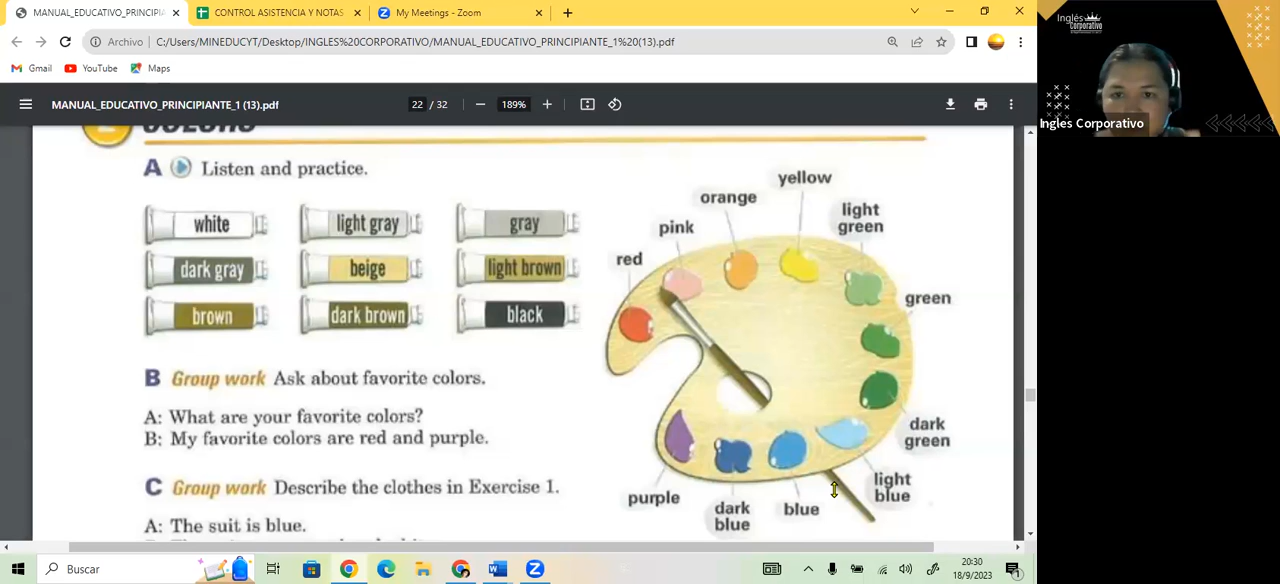 MANUAL_EDUCATIVO_PRINCIPIA
CONTROL ASISTENCIA Y NOTAS
My Meetings - Zoom
Archivo
C:/Users/MINEDUCYT/Desktop/INGLES%20CORPORATIVO/MANUAL_EDUCATIVO_PRINCIPIANTE_1%20(13).pdf
Gmail
YouTube
Maps
MANUAL_EDUCATIVO_PRINCIPIANTE_1 (13).pdf
22 / 32
189%
Inglés
Corporativo
Ingles Corporativo
COLORS
A Listen and practice.
white
light gray
gray
dark gray
beige
light brown
brown
dark brown
black
red
pink
orange
yellow
light
green
green
dark
green
light
blue
blue
dark
blue
purple
B Group work Ask about favorite colors.
A: What are your favorite colors?
B: My favorite colors are red and purple.
C Group work Describe the clothes in Exercise 1.
A: The suit is blue.
Buscar
20:30
18/9/2023